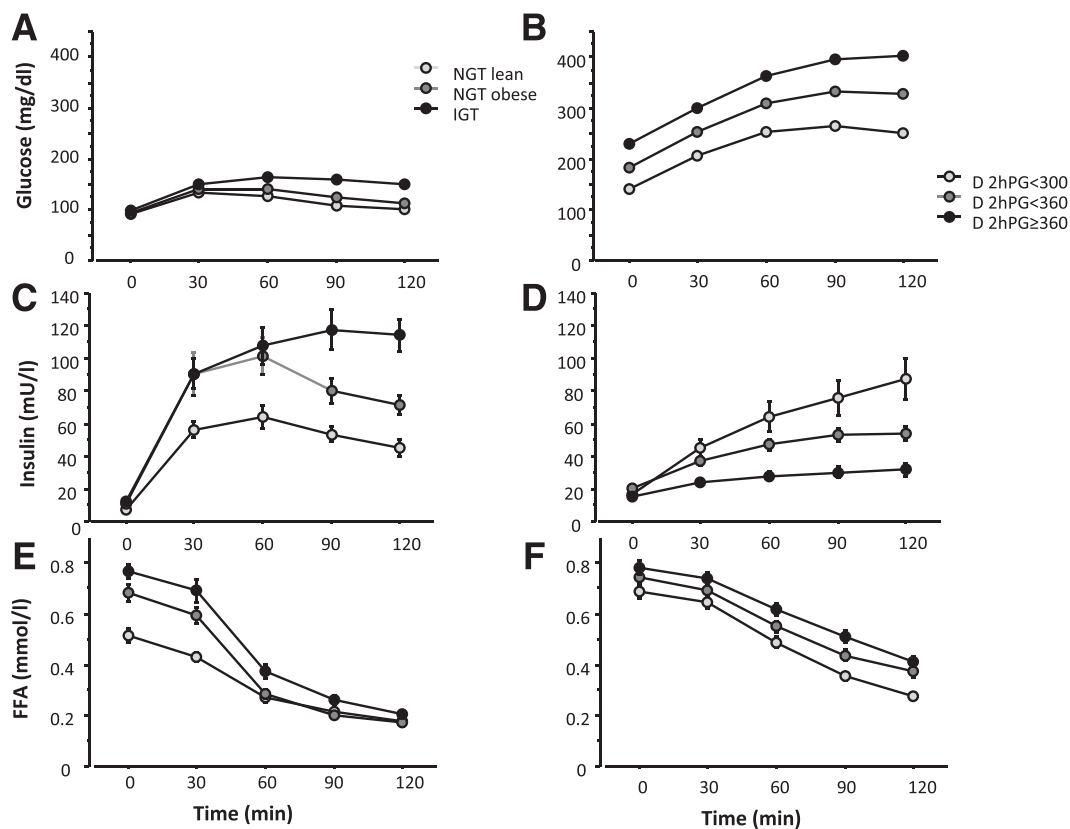 A
Glucose (mg/dl)
400
300
200
100
0
0 30 60 90 120
NGT lean
NGT obese
IGT
B
400
300
200
100
0
0 30 60 90 120
D 2hPG<300
D 2hPG<360
D 2hPG≥360
C
Insulin (mU/l)
140
120
100
80
60
40
20
0
0 30 60 90 120
D
140
120
100
80
60
40
20
0
0 30 60 90 120
E
FFA (mmol/l)
0.8
0.6
0.4
0.2
0
0 30 60 90 120
Time (min)
F
0.8
0.6
0.4
0.2
0
0 30 60 90 120
Time (min)